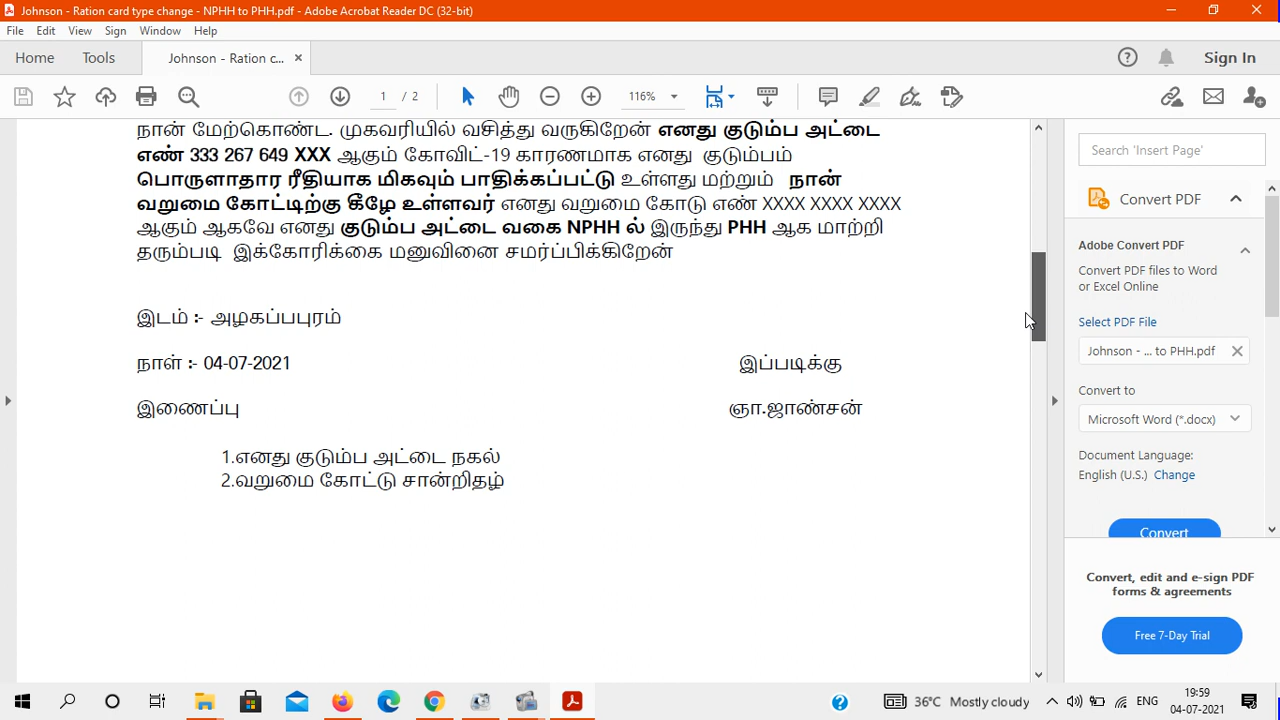 Johnson - Ration card type change - NPHH to PHH.pdf - Adobe Acrobat Reader DC (32-bit)
File Edit View Sign Window Help
Home Tools Johnson - Ration c... × Sign In
1 / 2 116%
நான் மேற்கொண்ட. முகவரியில் வசித்து வருகிறேன் எனது குடும்ப அட்டை
எண் 333 267 649 XXX ஆகும் கோவிட்-19 காரணமாக எனது குடும்பம்
பொருளாதார ரீதியாக மிகவும் பாதிக்கப்பட்டு உள்ளது மற்றும் நான்
வறுமை கோட்டிற்கு கீழே உள்ளவர் எனது வறுமை கோடு எண் XXXX XXXX XXXX
ஆகும் ஆகவே எனது குடும்ப அட்டை வகை NPHH ல் இருந்து PHH ஆக மாற்றி
தரும்படி இக்கோரிக்கை மனுவினை சமர்ப்பிக்கிறேன்
இடம் :- அழகப்பபுரம்
நாள் :- 04-07-2021 இப்படிக்கு
இணைப்பு ஞா.ஜாண்சன்
1.எனது குடும்ப அட்டை நகல்
2.வறுமை கோட்டு சான்றிதழ்
Search 'Insert Page'
Convert PDF
Adobe Convert PDF
Convert PDF files to Word
or Excel Online
Select PDF File
Johnson - ... to PHH.pdf
Convert to
Microsoft Word (*.docx)
Document Language:
English (U.S.) Change
Convert
Convert, edit and e-sign PDF
forms & agreements
Free 7-Day Trial
36°C Mostly cloudy ENG 19:59
04-07-2021